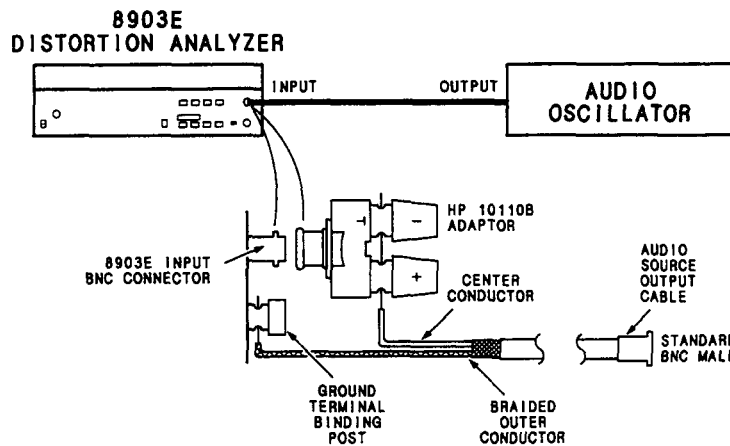 8903E
DISTORTION ANALYZER
INPUT
OUTPUT
AUDIO
OSCILLATOR
HP 10110B
ADAPTOR
8903E INPUT
BNC CONNECTOR
−
⊥
+
CENTER
CONDUCTOR
AUDIO
SOURCE
OUTPUT
CABLE
STANDARD
BNC MALE
GROUND
TERMINAL
BINDING
POST
BRAIDED
OUTER
CONDUCTOR